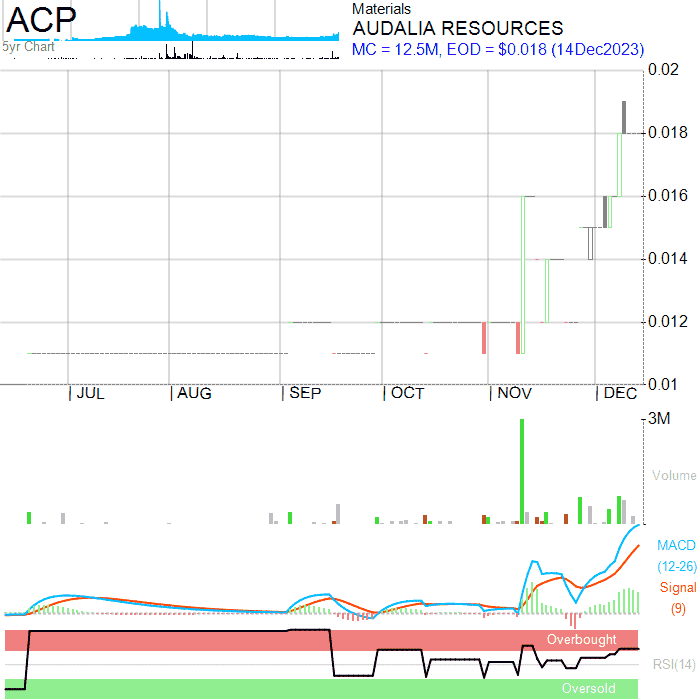 ACP
5yr Chart
Materials
AUDALIA RESOURCES
MC = 12.5M, EOD = $0.018 (14Dec2023)
0.02
0.018
0.016
0.014
0.012
0.01
JUL AUG SEP OCT NOV DEC
3M
Volume
MACD
(12-26)
Signal
(9)
Overbought
RSI(14)
Oversold